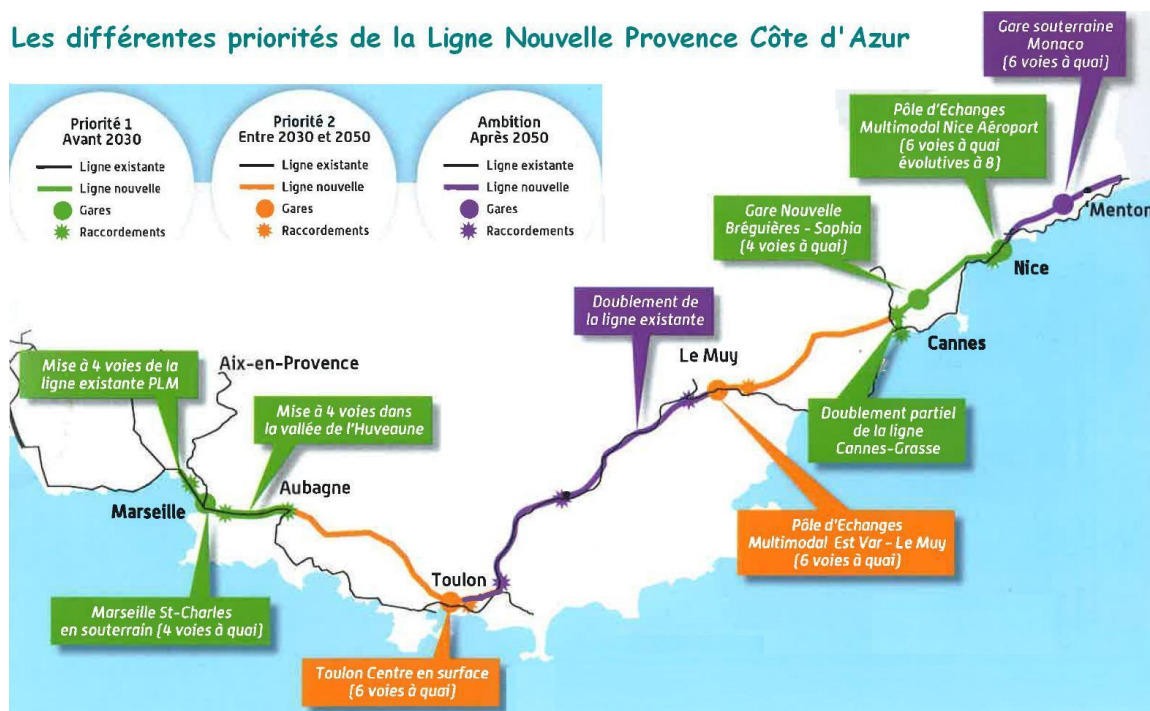 Les différentes priorités de la Ligne Nouvelle Provence Côte d'Azur
Priorité 1
Avant 2030
Ligne existante
Ligne nouvelle
Gares
Raccordements
Priorité 2
Entre 2030 et 2050
Ligne existante
Ligne nouvelle
Gares
Raccordements
Ambition
Après 2050
Ligne existante
Ligne nouvelle
Gares
Raccordements
Gare souterraine
Monaco
(6 voies à quai)
Pôle d'Echanges
Multimodal Nice Aéroport
(6 voies à quai
évolutives à 8)
Menton
Gare Nouvelle
Bréguières - Sophia
(4 voies à quai)
Nice
Doublement de
la ligne existante
Cannes
Le Muy
Mise à 4 voies de la
ligne existante PLM
Aix-en-Provence
Mise à 4 voies dans
la vallée de l'Huveaune
Doublement partiel
de la ligne
Cannes-Grasse
Aubagne
Marseille
Pôle d'Echanges
Multimodal Est Var - Le Muy
(6 voies à quai)
Toulon
Marseille St-Charles
en souterrain (4 voies à quai)
Toulon Centre en surface
(6 voies à quai)